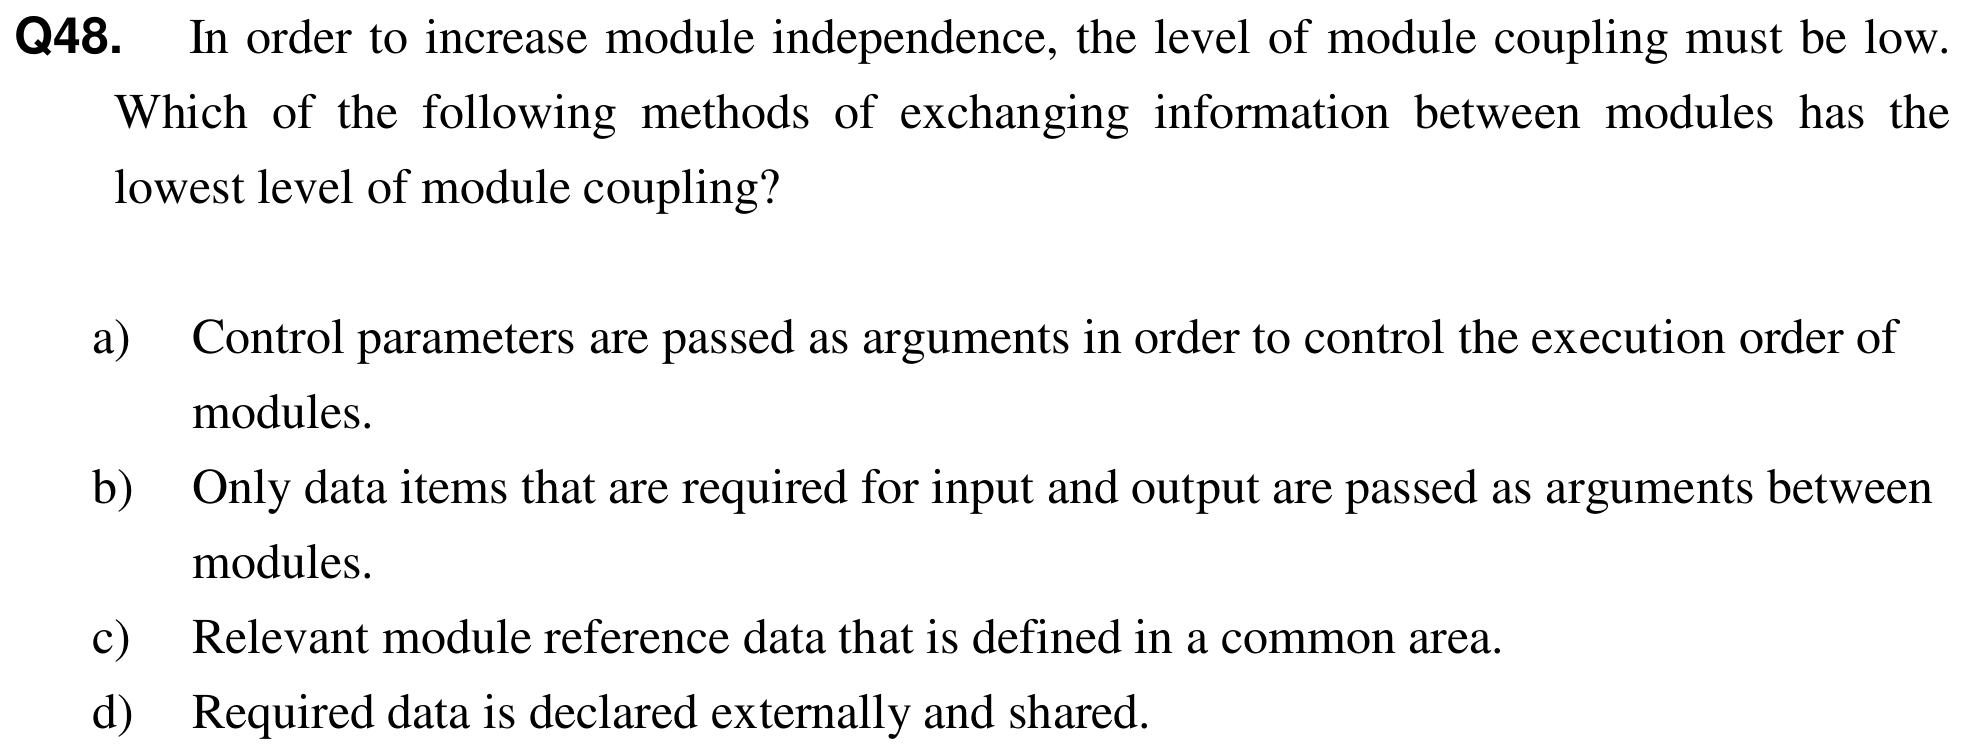 Q48. In order to increase module independence, the level of module coupling must be low.
Which of the following methods of exchanging information between modules has the
lowest level of module coupling?
a) Control parameters are passed as arguments in order to control the execution order of
modules.
b) Only data items that are required for input and output are passed as arguments between
modules.
c) Relevant module reference data that is defined in a common area.
d) Required data is declared externally and shared.